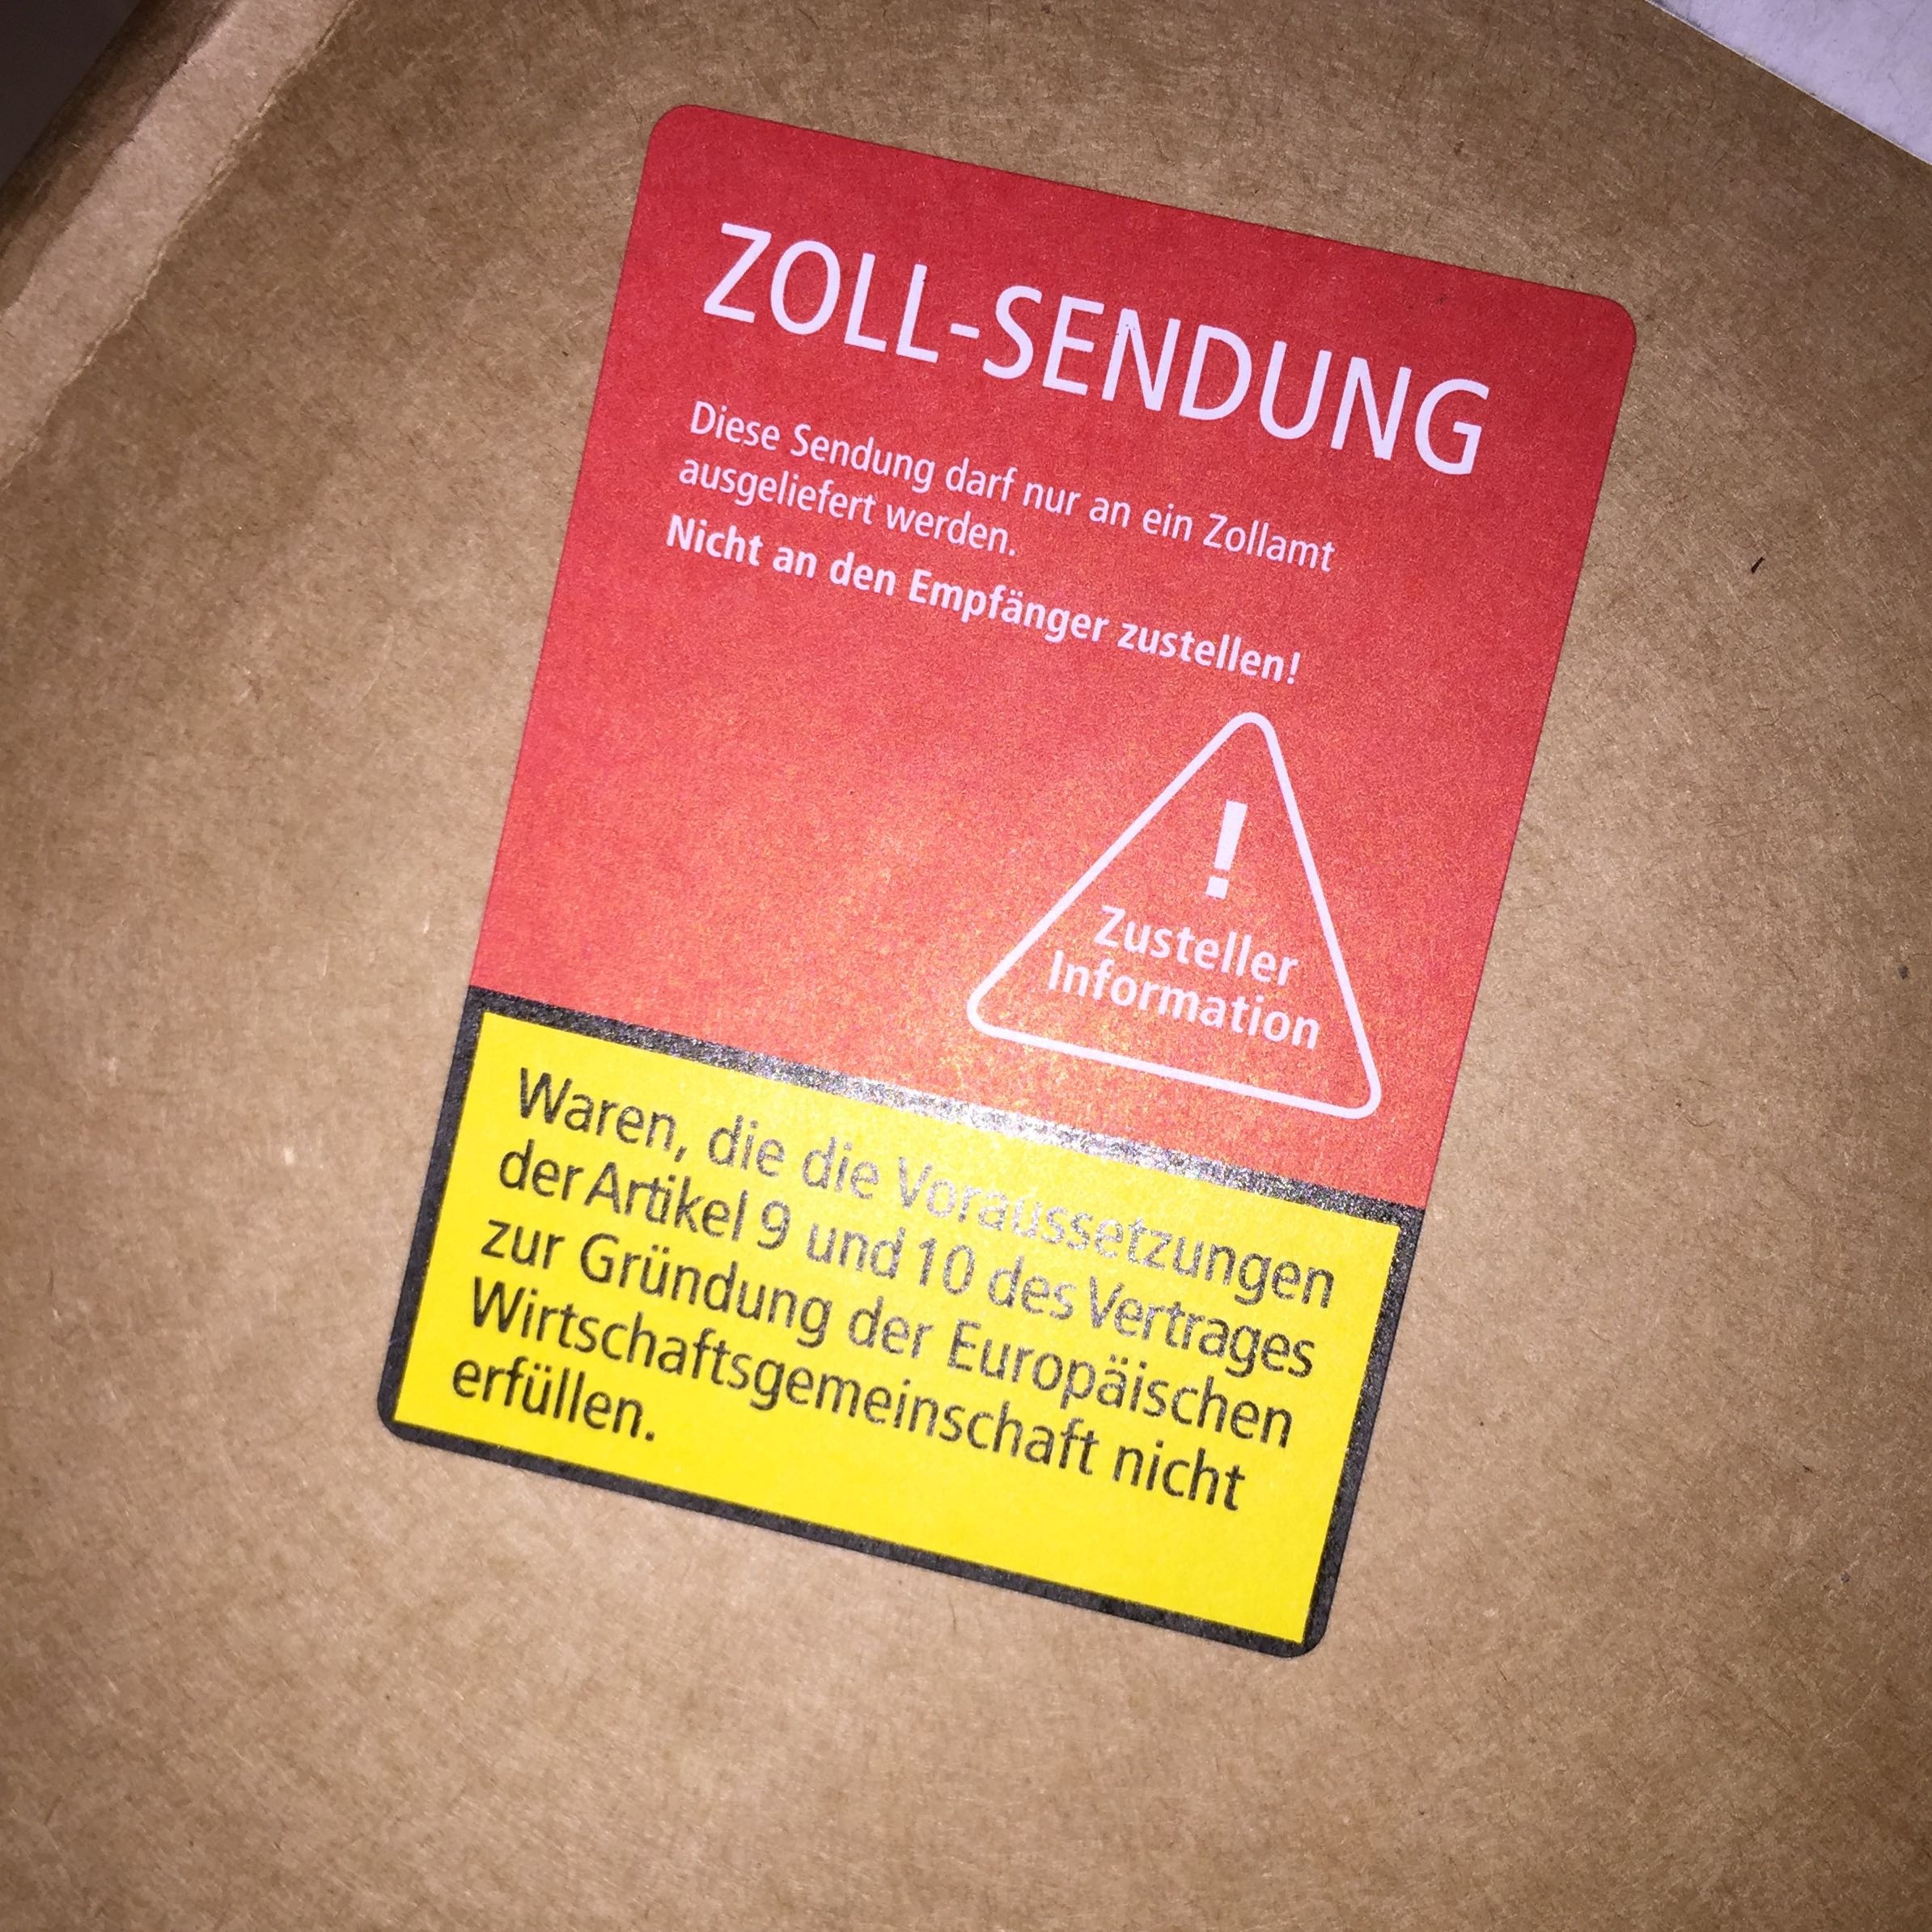 ZOLL-SENDUNG
Diese Sendung darf nur an ein Zollamt
ausgeliefert werden.
Nicht an den Empfänger zustellen!
!
Zusteller
Information
Waren, die die Voraussetzungen
der Artikel 9 und 10 des Vertrages
zur Gründung der Europäischen
Wirtschaftsgemeinschaft nicht
erfüllen.